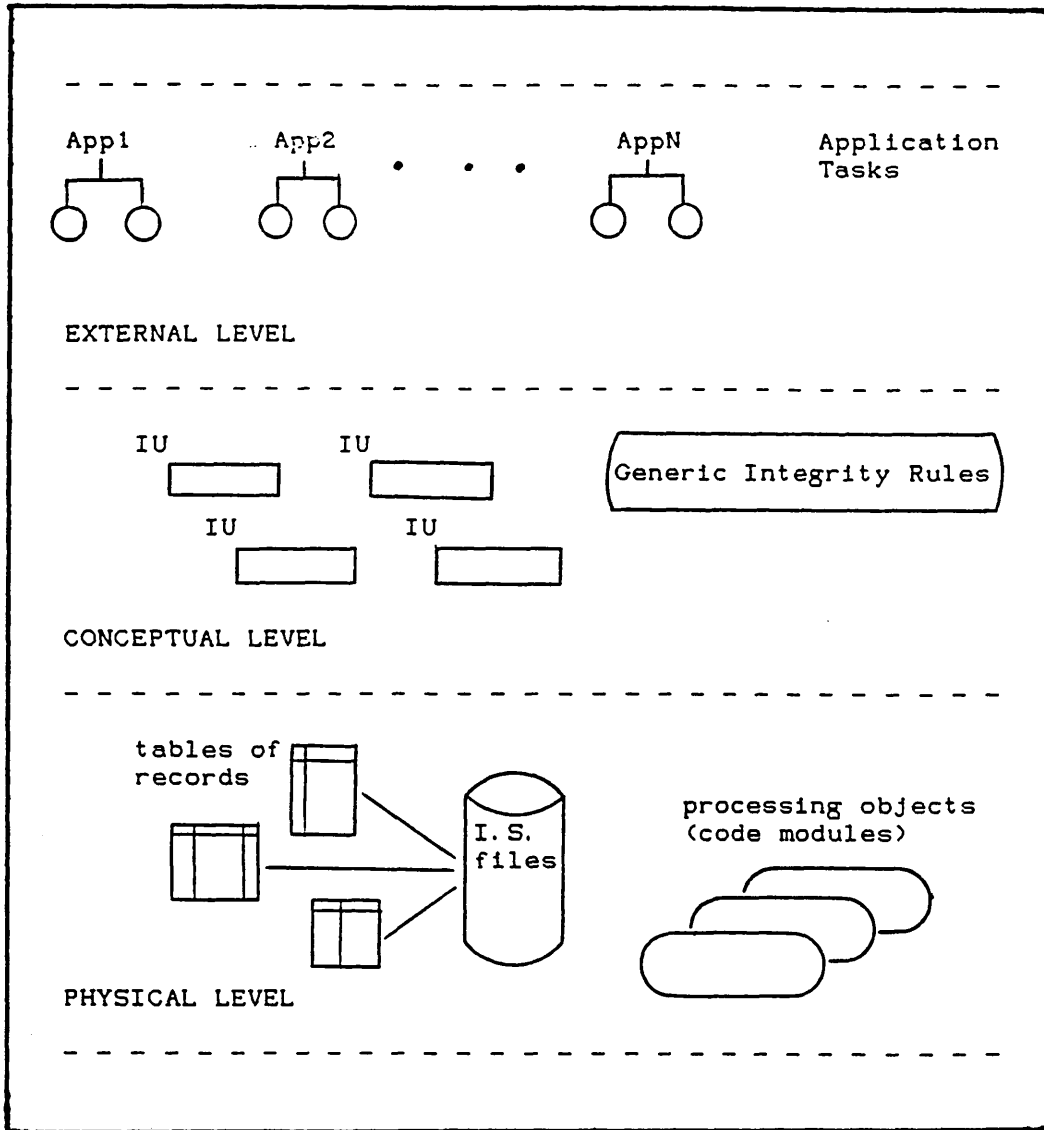 App1 App2 AppN Application
Tasks
EXTERNAL LEVEL
IU IU
Generic Integrity Rules
IU IU
CONCEPTUAL LEVEL
tables of
records
I.S.
files
processing objects
(code modules)
PHYSICAL LEVEL